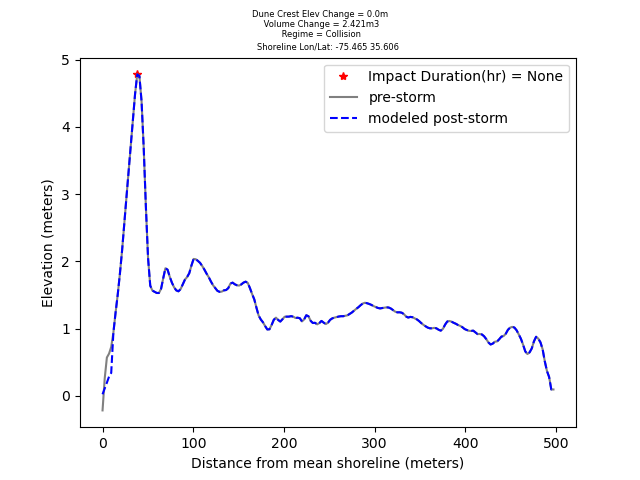 Dune Crest Elev Change = 0.0m
Volume Change = 2.421m3
Regime = Collision
Shoreline Lon/Lat: -75.465 35.606
Impact Duration(hr) = None
pre-storm
modeled post-storm
5
4
3
2
1
0
Elevation (meters)
0 100 200 300 400 500
Distance from mean shoreline (meters)